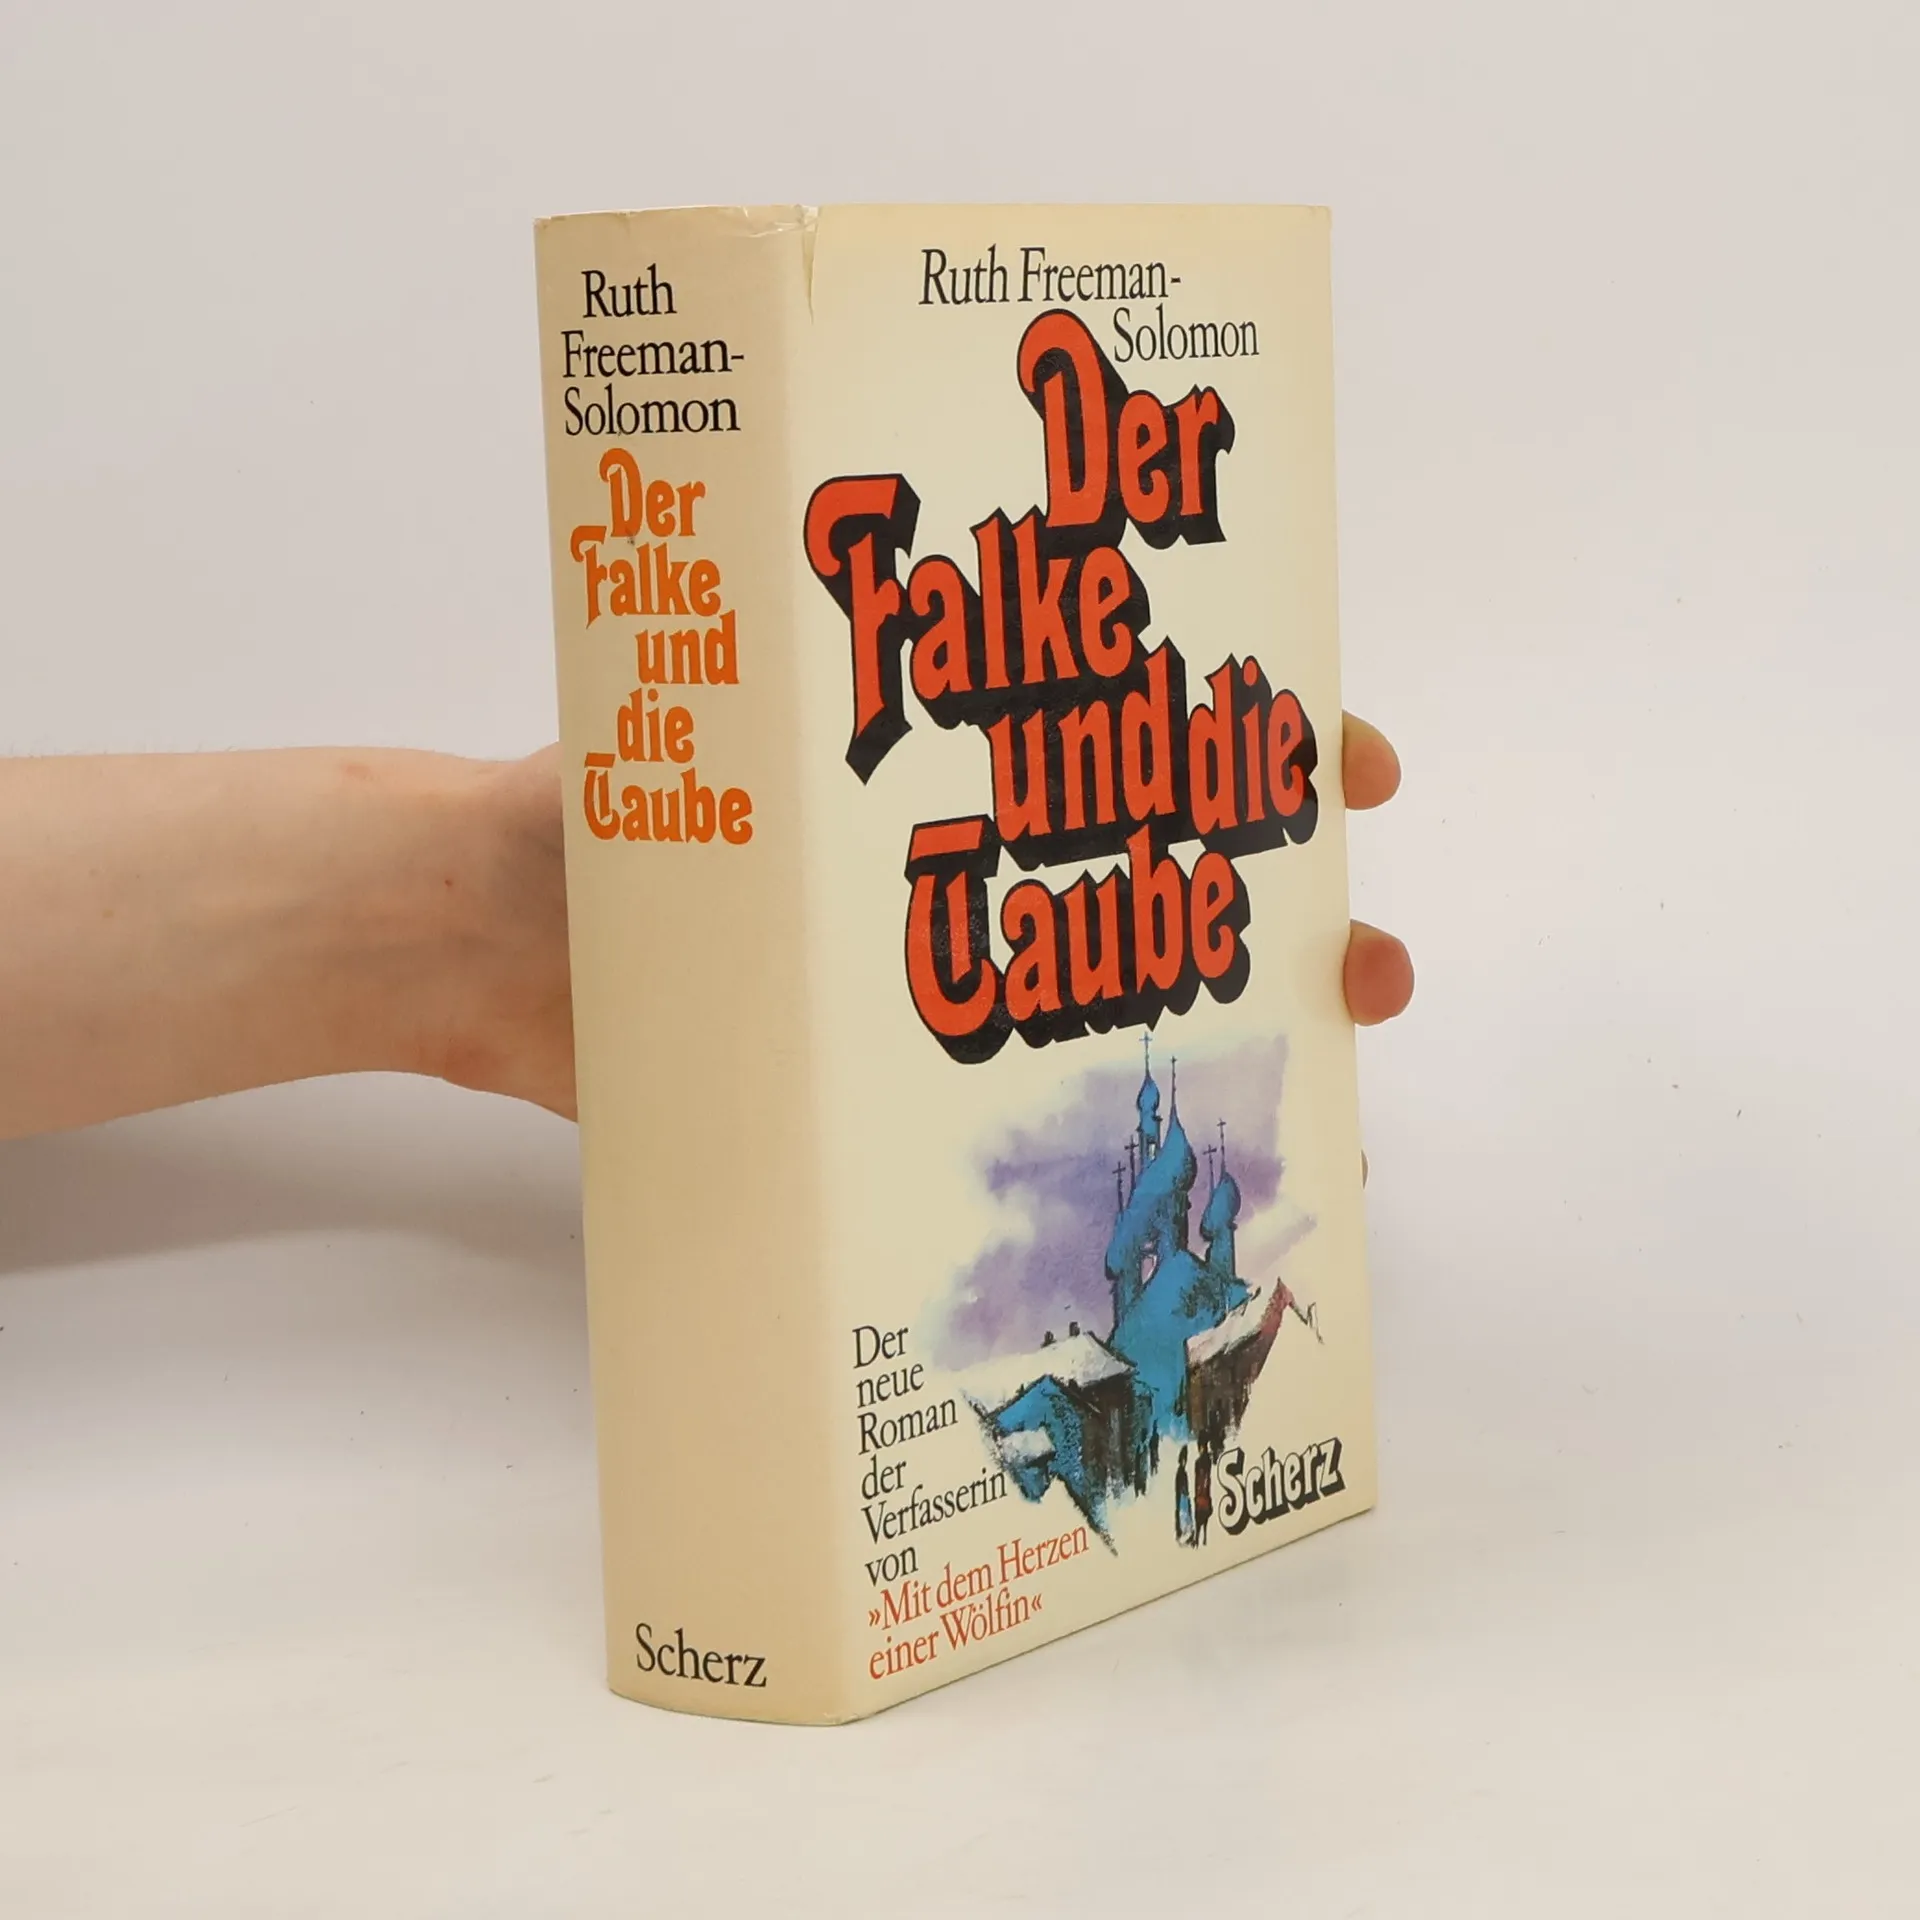 Ruth
Freeman-
Solomon
Der
Falke
und
die
Taube
Scherz
Ruth Freeman-
Solomon
Der
Falke
und die
Taube
Der
neue
Roman
der
Verfasserin
von
»Mit dem Herzen
einer Wölfin«
Scherz